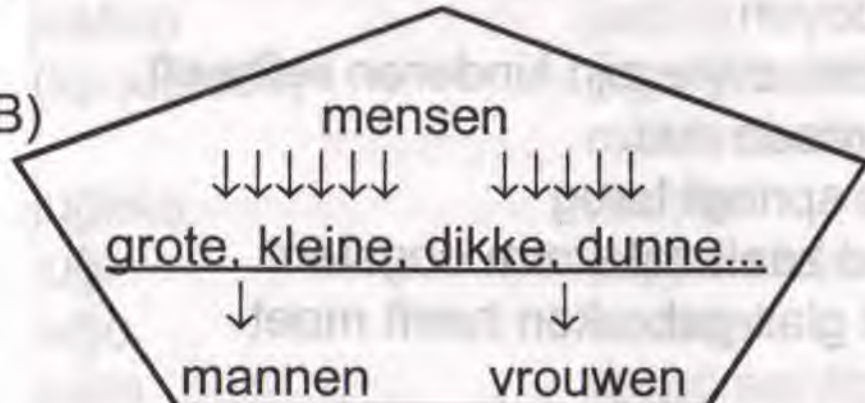 B)
mensen
↓↓↓↓↓↓ ↓↓↓↓↓
grote, kleine, dikke, dunne...
↓ ↓
mannen vrouwen